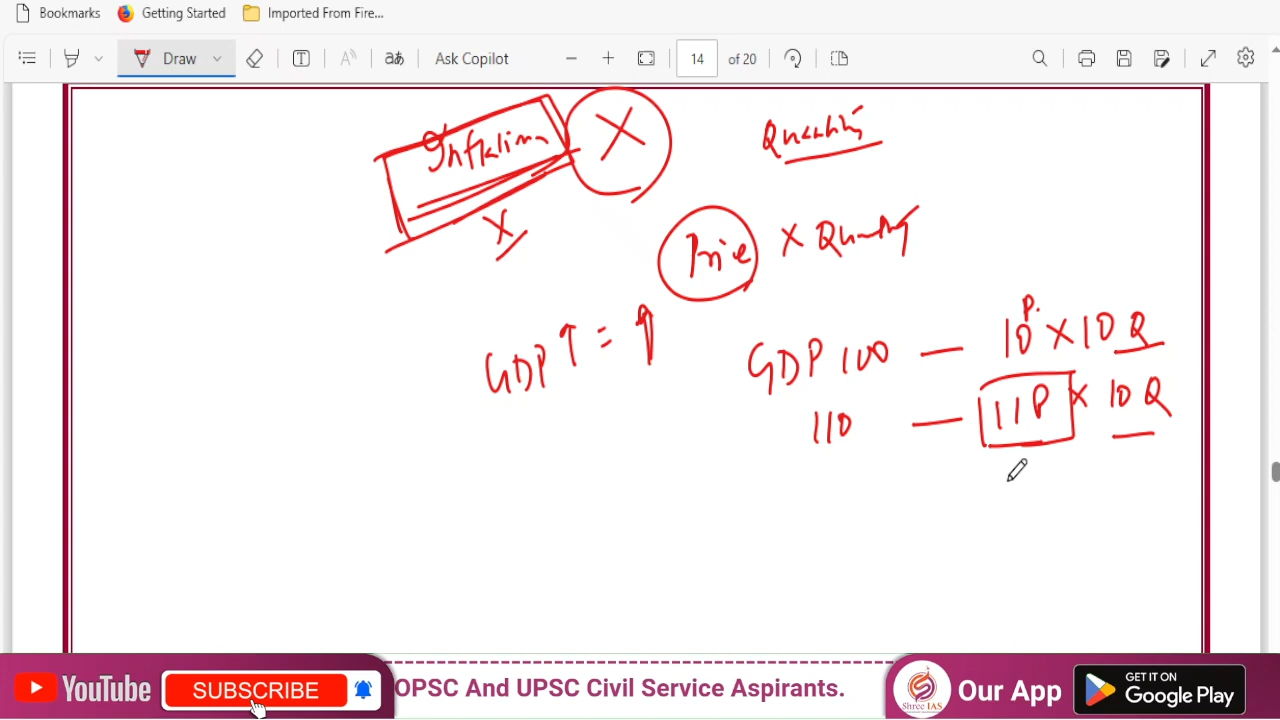 Bookmarks Getting Started Imported From Fire...
Draw Ask Copilot 14 of 20
Inflation X
Quantity
X
Price X Quantity
GDP ↑ = ↑
GDP 100 — 10 P. X 10 Q
110 — 11 P X 10 Q
YouTube SUBSCRIBE OPSC And UPSC Civil Service Aspirants. Shree IAS Our App GET IT ON Google Play